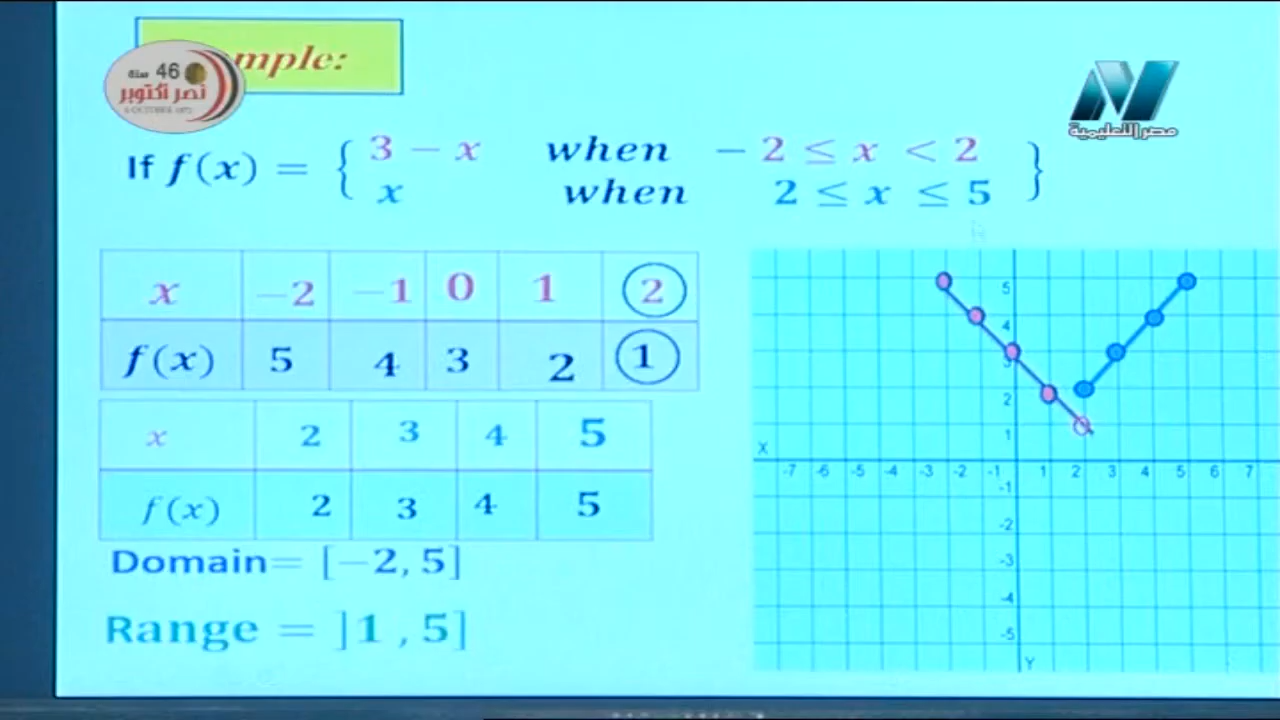 mple:
46 سنة
نصر أكتوبر
6 OCTOBER 1973
مصر التعليمية
If f(x) = { 3 − x when − 2 ≤ x < 2 }
x when 2 ≤ x ≤ 5
x −2 −1 0 1 2
f(x) 5 4 3 2 1
x 2 3 4 5
f(x) 2 3 4 5
Domain= [−2, 5]
Range = ]1 , 5]
5
4
3
2
1
X
-7 -6 -5 -4 -3 -2 -1 1 2 3 4 5 6 7
-1
-2
-3
-4
-5
Y